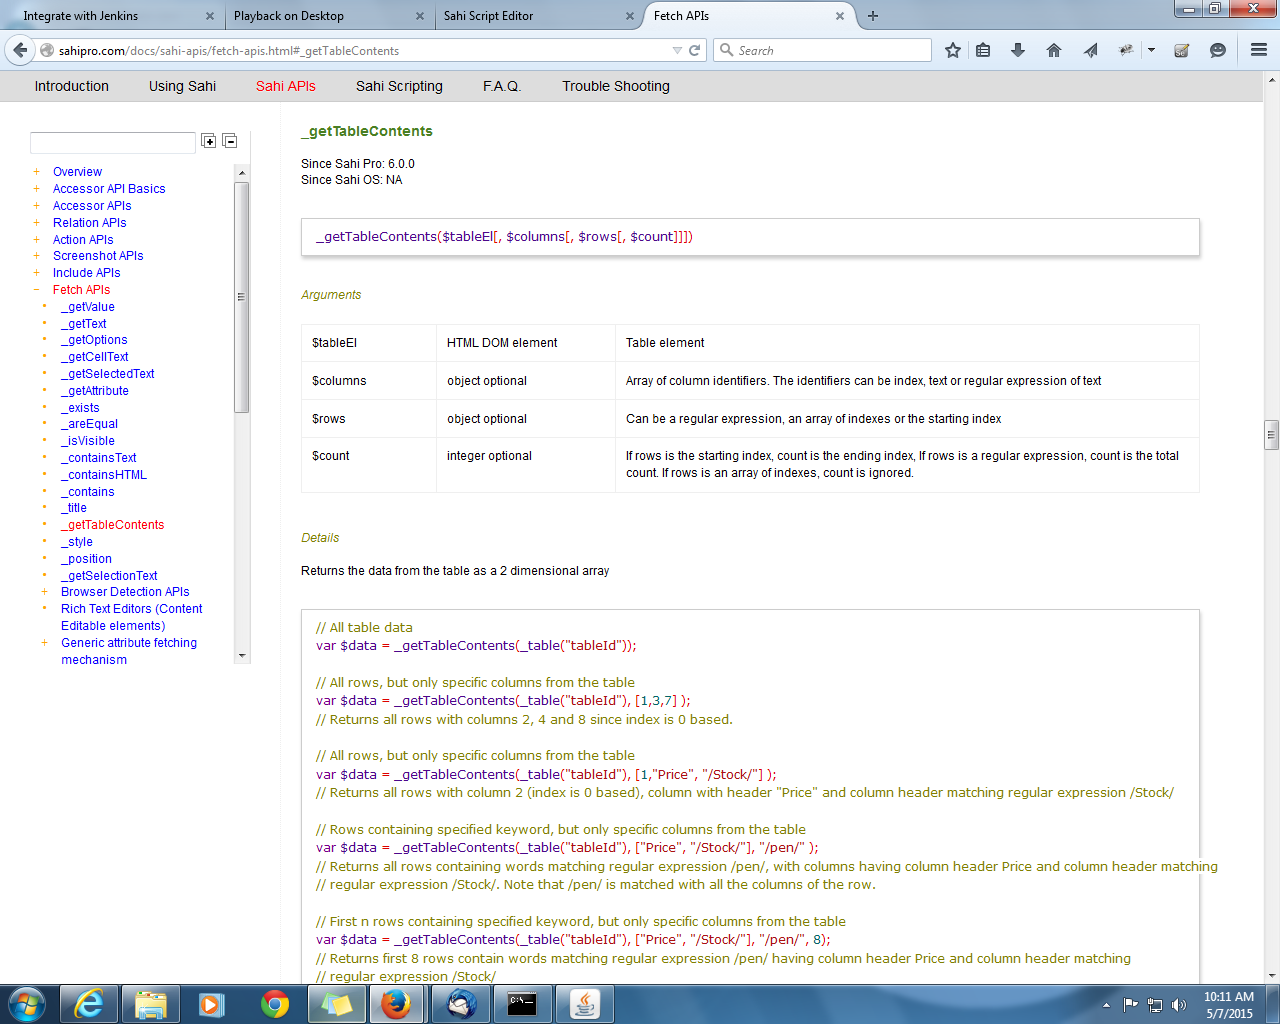 Integrate with Jenkins
Playback on Desktop
Sahi Script Editor
Fetch APIs
sahipro.com/docs/sahi-apis/fetch-apis.html#_getTableContents
Search
Introduction
Using Sahi
Sahi APIs
Sahi Scripting
F.A.Q.
Trouble Shooting
Overview
Accessor API Basics
Accessor APIs
Relation APIs
Action APIs
Screenshot APIs
Include APIs
Fetch APIs
_getValue
_getText
_getOptions
_getCellText
_getSelectedText
_getAttribute
_exists
_areEqual
_isVisible
_containsText
_containsHTML
_contains
_title
_getTableContents
_style
_position
_getSelectionText
Browser Detection APIs
Rich Text Editors (Content
Editable elements)
Generic attribute fetching
mechanism
_getTableContents
Since Sahi Pro: 6.0.0
Since Sahi OS: NA
_getTableContents($tableEl[, $columns[, $rows[, $count]]])
Arguments
$tableEl HTML DOM element Table element
$columns object optional Array of column identifiers. The identifiers can be index, text or regular expression of text
$rows object optional Can be a regular expression, an array of indexes or the starting index
$count integer optional If rows is the starting index, count is the ending index, If rows is a regular expression, count is the total
count. If rows is an array of indexes, count is ignored.
Details
Returns the data from the table as a 2 dimensional array
// All table data
var $data = _getTableContents(_table("tableId"));
// All rows, but only specific columns from the table
var $data = _getTableContents(_table("tableId"), [1,3,7] );
// Returns all rows with columns 2, 4 and 8 since index is 0 based.
// All rows, but only specific columns from the table
var $data = _getTableContents(_table("tableId"), [1,"Price", "/Stock/"] );
// Returns all rows with column 2 (index is 0 based), column with header "Price" and column header matching regular expression /Stock/
// Rows containing specified keyword, but only specific columns from the table
var $data = _getTableContents(_table("tableId"), ["Price", "/Stock/"], "/pen/" );
// Returns all rows containing words matching regular expression /pen/, with columns having column header Price and column header matching
// regular expression /Stock/. Note that /pen/ is matched with all the columns of the row.
// First n rows containing specified keyword, but only specific columns from the table
var $data = _getTableContents(_table("tableId"), ["Price", "/Stock/"], "/pen/", 8);
// Returns first 8 rows contain words matching regular expression /pen/ having column header Price and column header matching
// regular expression /Stock/
10:11 AM
5/7/2015